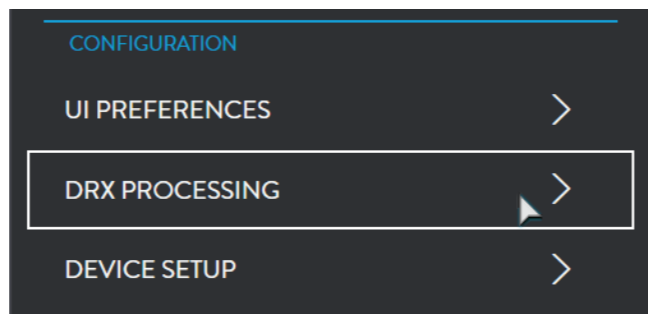 CONFIGURATION
UI PREFERENCES
DRX PROCESSING
DEVICE SETUP